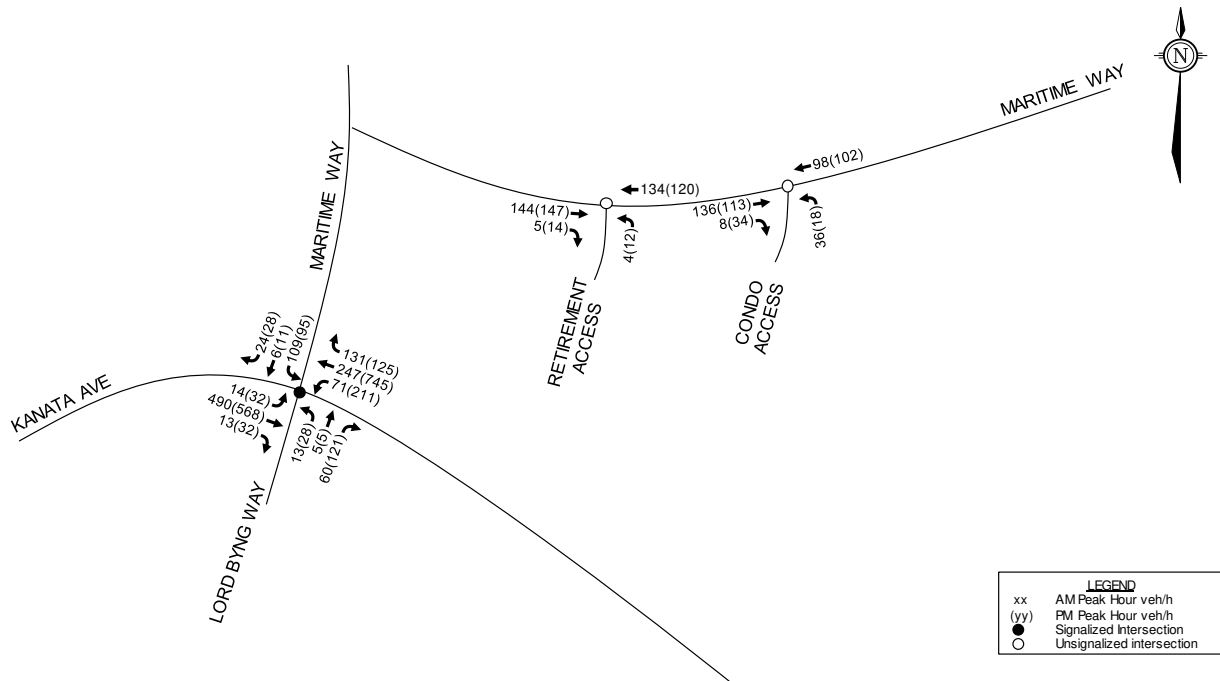 N
MARITIME WAY
98(102)
134(120)
144(147)
5(14)
136(113)
8(34)
4(12)
36(18)
MARITIME WAY
RETIREMENT
ACCESS
CONDO
ACCESS
24(28)
6(11)
109(95)
131(125)
247(745)
71(211)
KANATA AVE
14(32)
490(568)
13(32)
13(28)
5(5)
60(121)
LORD BYNG WAY
LEGEND
xx AM Peak Hour veh/h
(yy) PM Peak Hour veh/h
Signalized Intersection
Unsignalized intersection